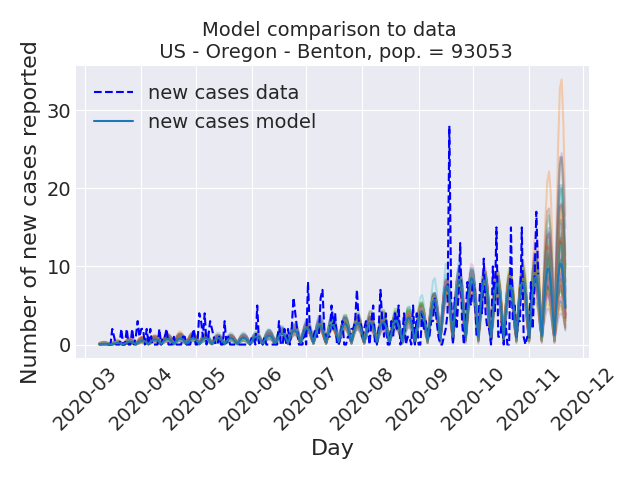 Model comparison to data
US - Oregon - Benton, pop. = 93053
new cases data
new cases model
Number of new cases reported
30
20
10
0
2020-03
2020-04
2020-05
2020-06
2020-07
2020-08
2020-09
2020-10
2020-11
2020-12
Day